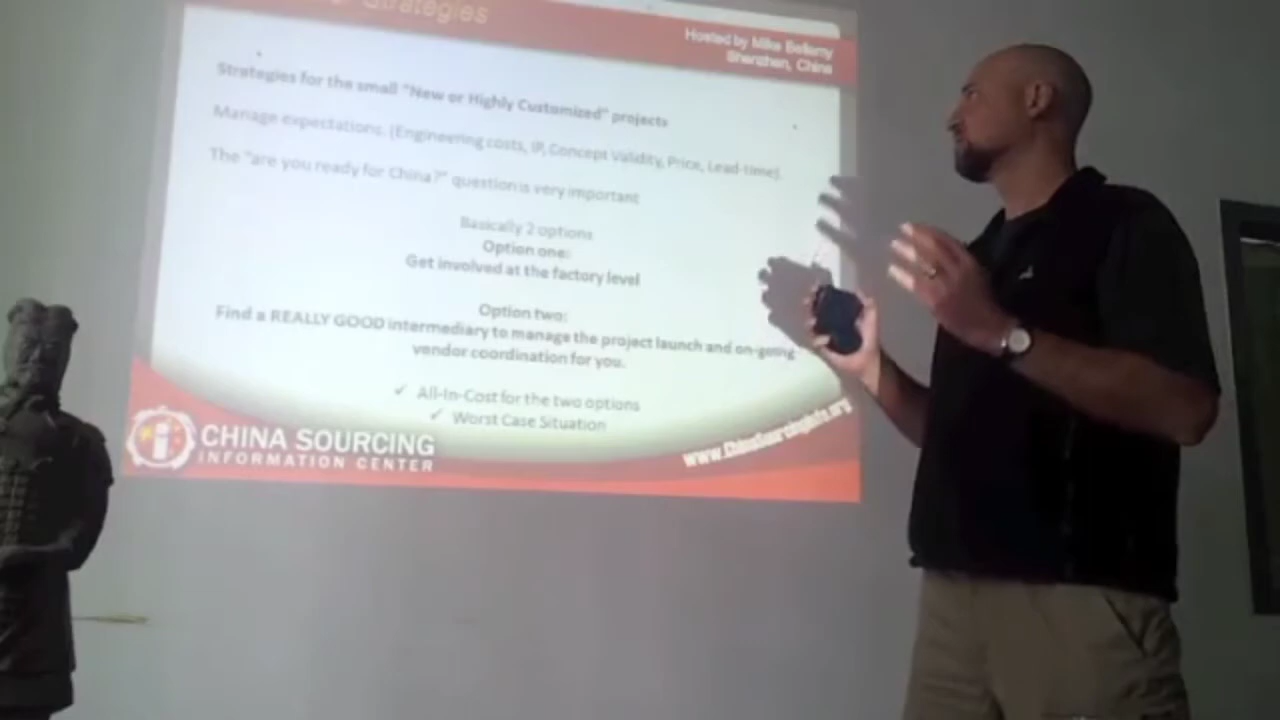 Strategies
Hosted by Mike Bellamy
Shenzhen, China
Strategies for the small "New or Highly Customized" projects
Manage expectations. (Engineering costs, IP, Concept Validity, Price, Lead-time).
The "are you ready for China?" question is very important
Basically 2 options
Option one:
Get involved at the factory level
Option two:
Find a REALLY GOOD intermediary to manage the project launch and on-going
vendor coordination for you.
✓ All-In-Cost for the two options
✓ Worst Case Situation
CHINA SOURCING
INFORMATION CENTER
www.ChinaSourcingInfo.org